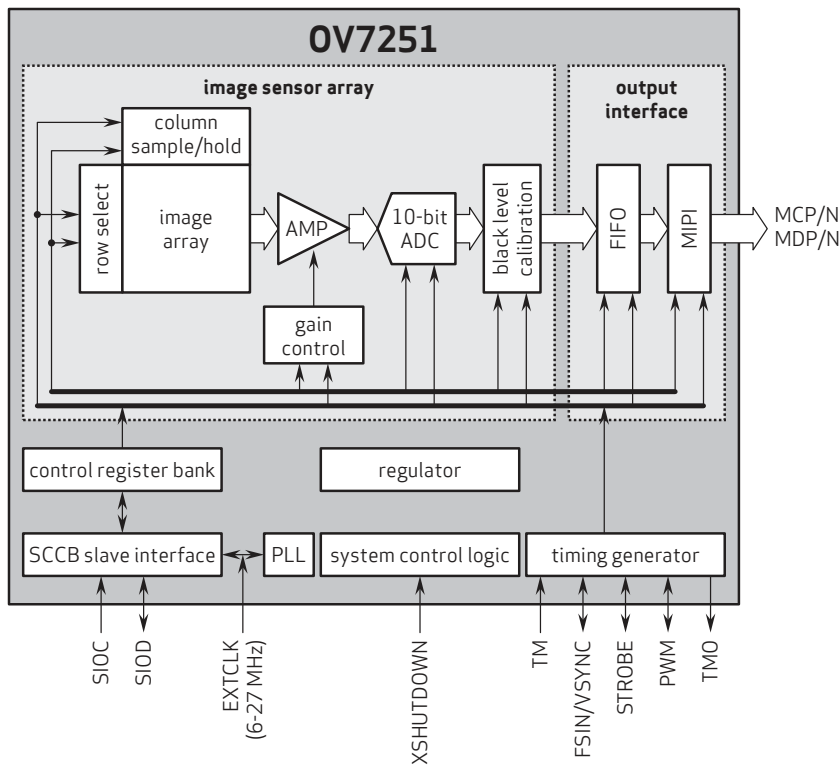 OV7251
image sensor array
output
interface
column
sample/hold
row select
image
array
AMP
10-bit
ADC
black level
calibration
FIFO
MIPI
MCP/N
MDP/N
gain
control
control register bank
regulator
SCCB slave interface
PLL
system control logic
timing generator
SIOC
SIOD
EXTCLK
(6-27 MHz)
XSHUTDOWN
TM
FSIN/VSYNC
STROBE
PWM
TMO